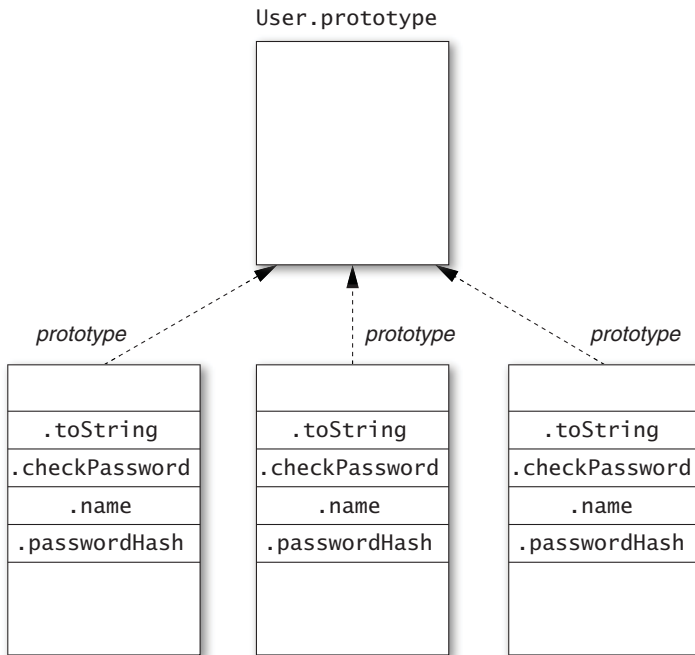 User.prototype
prototype
prototype
prototype
.toString
.toString
.toString
.checkPassword
.checkPassword
.checkPassword
.name
.name
.name
.passwordHash
.passwordHash
.passwordHash